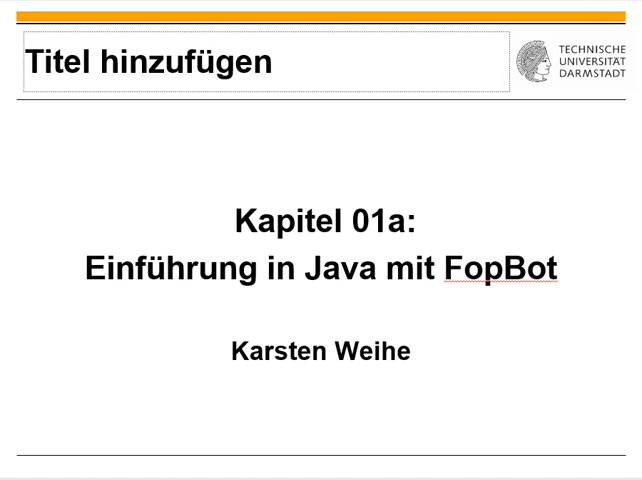 Titel hinzufügen
TECHNISCHE
UNIVERSITÄT
DARMSTADT
Kapitel 01a:
Einführung in Java mit FopBot
Karsten Weihe